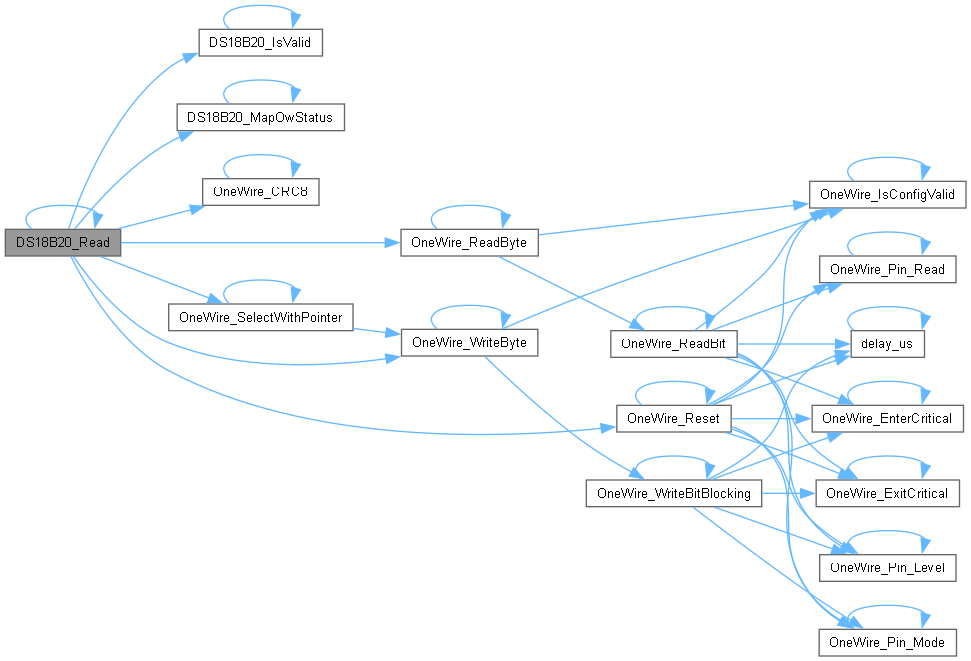 DS18B20_IsValid
DS18B20_MapOwStatus
OneWire_CRC8
DS18B20_Read
OneWire_SelectWithPointer
OneWire_ReadByte
OneWire_WriteByte
OneWire_ReadBit
OneWire_Reset
OneWire_WriteBitBlocking
OneWire_IsConfigValid
OneWire_Pin_Read
delay_us
OneWire_EnterCritical
OneWire_ExitCritical
OneWire_Pin_Level
OneWire_Pin_Mode